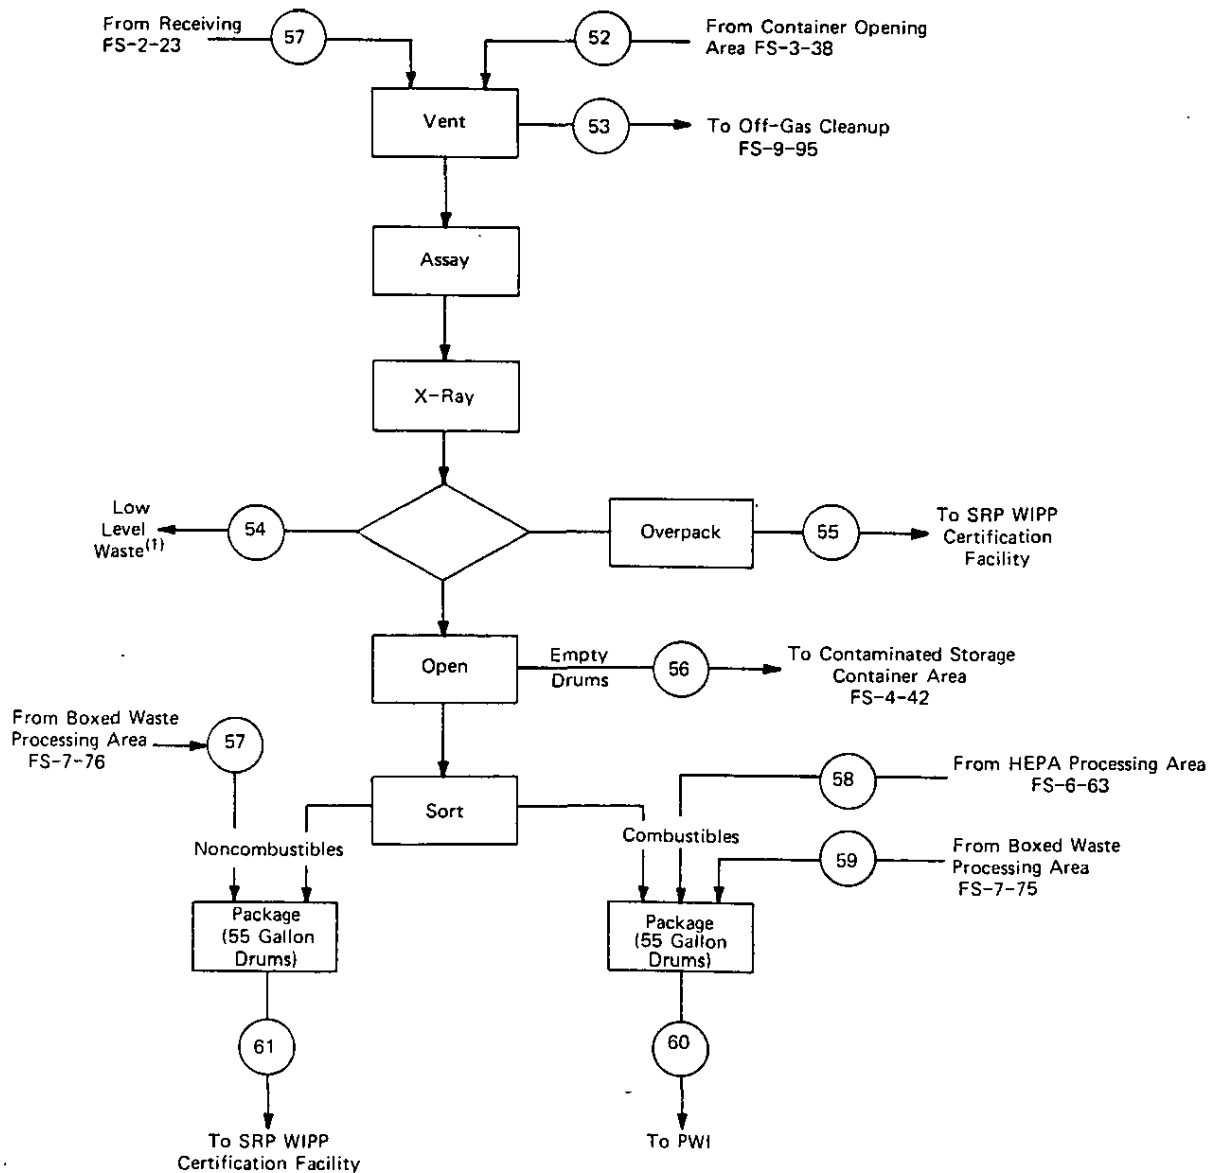 From Receiving
FS-2-23
57
52
From Container Opening
Area FS-3-38
Vent
53
To Off-Gas Cleanup
FS-9-95
Assay
X-Ray
Low
Level
Waste(1)
54
Overpack
55
To SRP WIPP
Certification
Facility
Open
Empty
Drums
56
To Contaminated Storage
Container Area
FS-4-42
From Boxed Waste
Processing Area
FS-7-76
57
Sort
58
From HEPA Processing Area
FS-6-63
Noncombustibles
Combustibles
59
From Boxed Waste
Processing Area
FS-7-75
Package
(55 Gallon
Drums)
Package
(55 Gallon
Drums)
61
60
To SRP WIPP
Certification Facility
To PWI